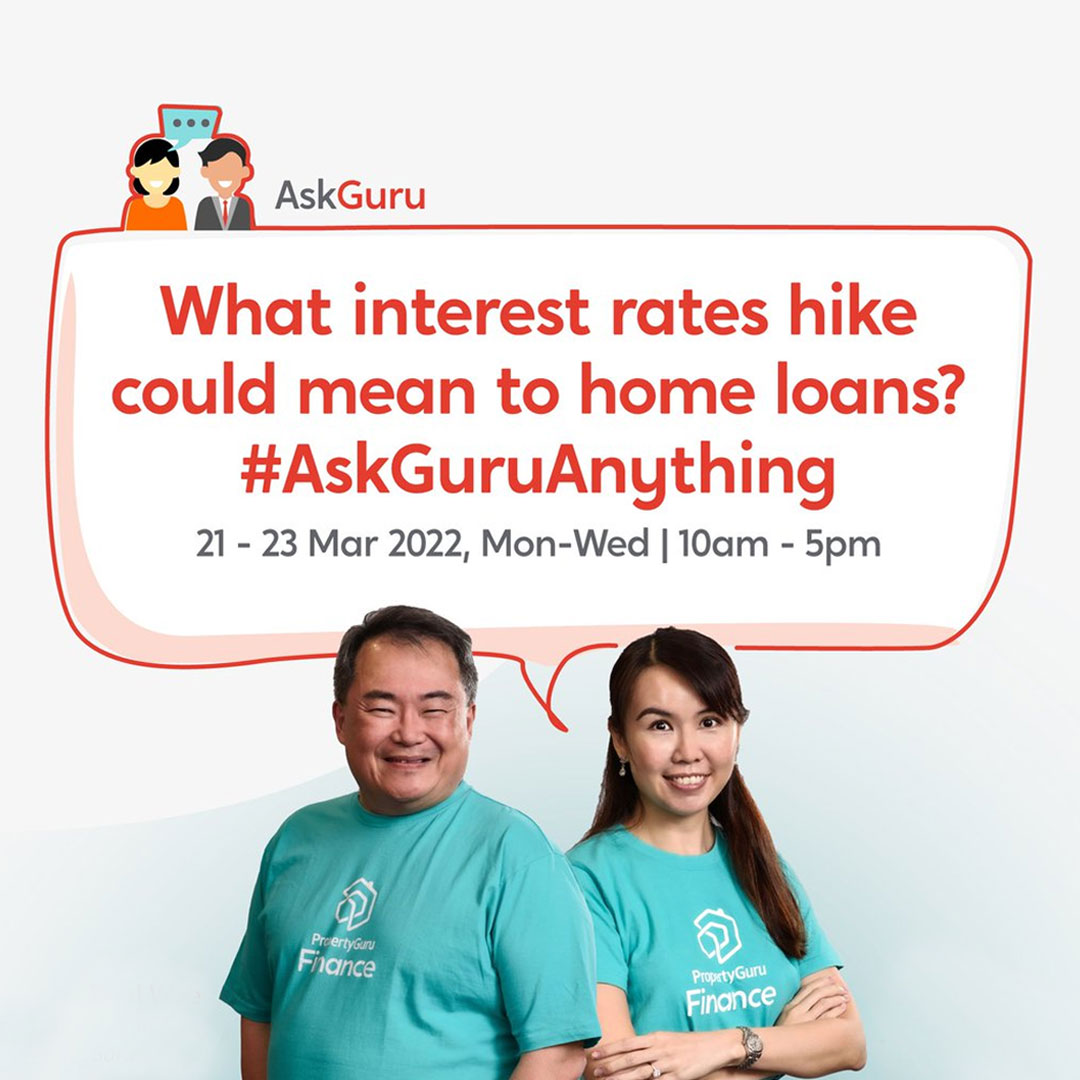 AskGuru
What interest rates hike
could mean to home loans?
#AskGuruAnything
21 - 23 Mar 2022, Mon-Wed | 10am - 5pm
PropertyGuru
Finance
PropertyGuru
Finance